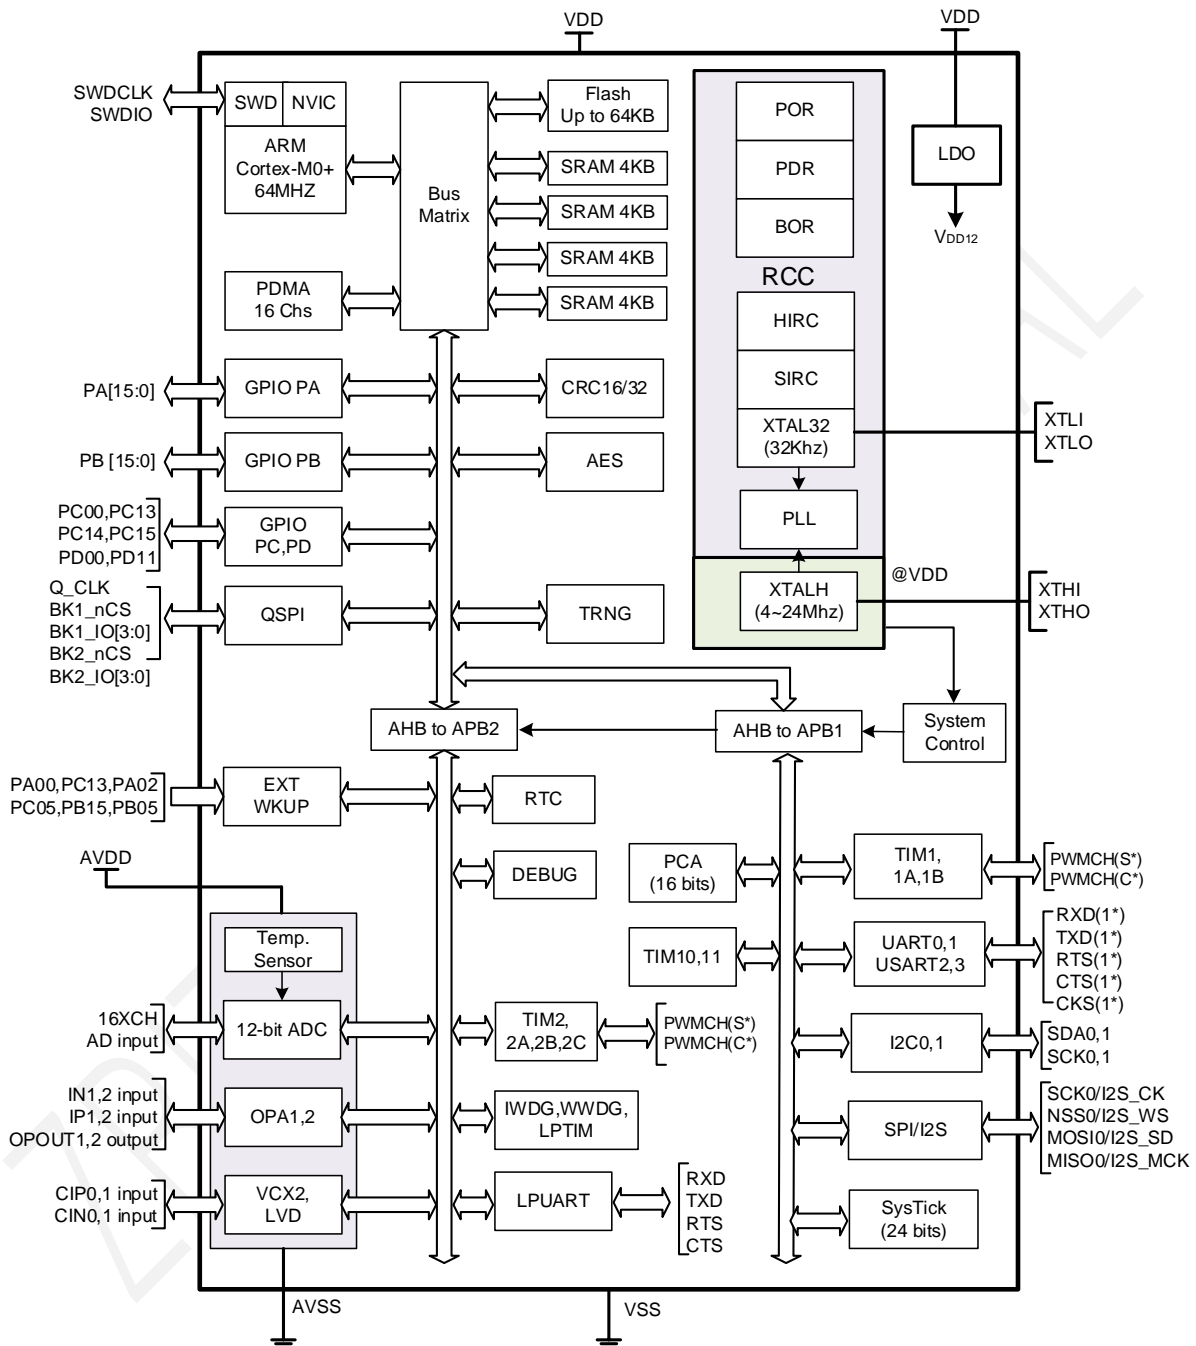 VDD
VDD
SWDCLK
SWDIO
SWD
NVIC
ARM
Cortex-M0+
64MHZ
Bus
Matrix
Flash
Up to 64KB
SRAM 4KB
SRAM 4KB
SRAM 4KB
SRAM 4KB
PDMA
16 Chs
POR
PDR
BOR
RCC
HIRC
SIRC
XTAL32
(32Khz)
PLL
XTALH
(4~24Mhz)
@VDD
LDO
VDD12
XTLI
XTLO
XTHI
XTHO
PA[15:0]
GPIO PA
CRC16/32
PB [15:0]
GPIO PB
AES
PC00,PC13
PC14,PC15
PD00,PD11
GPIO
PC,PD
Q_CLK
BK1_nCS
BK1_IO[3:0]
BK2_nCS
BK2_IO[3:0]
QSPI
TRNG
AHB to APB2
AHB to APB1
System
Control
PA00,PC13,PA02
PC05,PB15,PB05
EXT
WKUP
RTC
DEBUG
PCA
(16 bits)
TIM1,
1A,1B
PWMCH(S*)
PWMCH(C*)
AVDD
Temp.
Sensor
TIM10,11
UART0,1
USART2,3
RXD(1*)
TXD(1*)
RTS(1*)
CTS(1*)
CKS(1*)
16XCH
AD input
12-bit ADC
TIM2,
2A,2B,2C
PWMCH(S*)
PWMCH(C*)
I2C0,1
SDA0,1
SCK0,1
IN1,2 input
IP1,2 input
OPOUT1,2 output
OPA1,2
IWDG,WWDG,
LPTIM
SPI/I2S
SCK0/I2S_CK
NSS0/I2S_WS
MOSI0/I2S_SD
MISO0/I2S_MCK
CIP0,1 input
CIN0,1 input
VCX2,
LVD
LPUART
RXD
TXD
RTS
CTS
SysTick
(24 bits)
AVSS
VSS